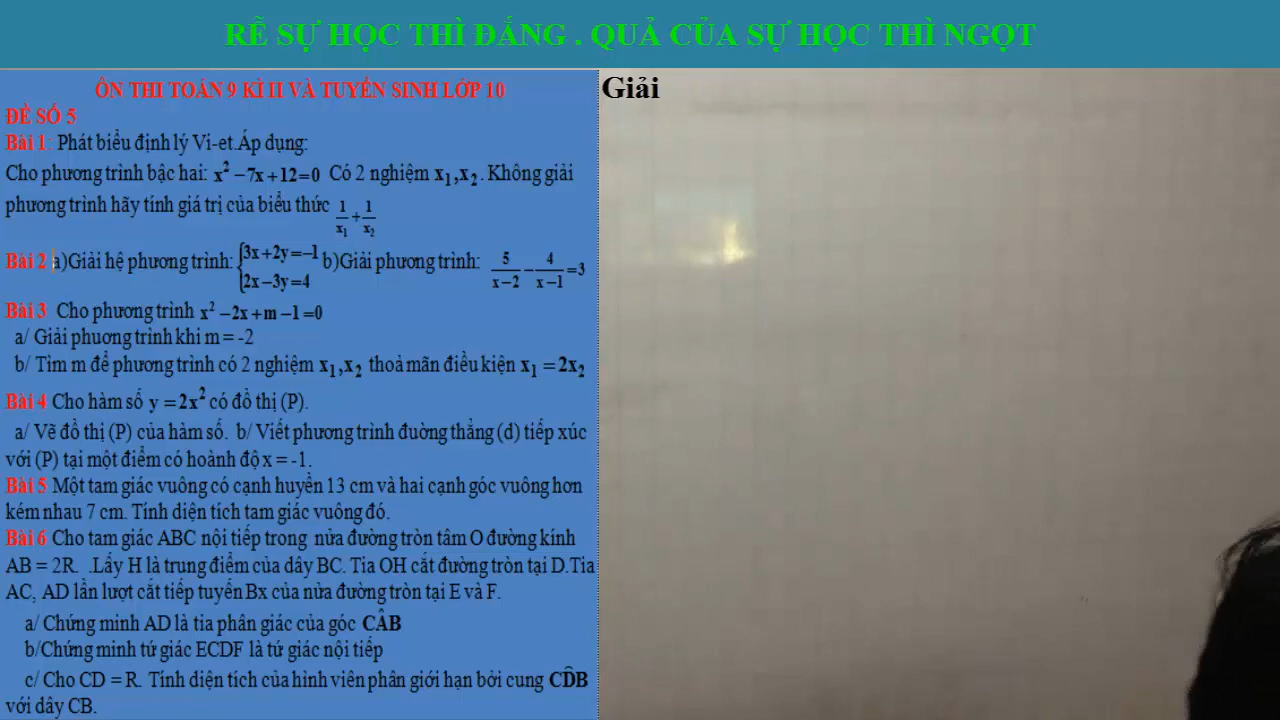 RỄ SỰ HỌC THÌ ĐẮNG . QUẢ CỦA SỰ HỌC THÌ NGỌT
ÔN THI TOÁN 9 KÌ II VÀ TUYỂN SINH LỚP 10
ĐỀ SỐ 5
Bài 1: Phát biểu định lý Vi-et.Áp dụng:
Cho phương trình bậc hai: x² −7x+12=0 Có 2 nghiệm x₁,x₂. Không giải
phương trình hãy tính giá trị của biểu thức 1/x₁ + 1/x₂
Bài 2 a)Giải hệ phương trình: {3x+2y=−1 2x−3y=4 b)Giải phương trình: 5/(x−2) − 4/(x−1) =3
Bài 3 Cho phương trình x² −2x+m−1=0
a/ Giải phuơng trình khi m = -2
b/ Tìm m để phương trình có 2 nghiệm x₁,x₂ thoả mãn điều kiện x₁ = 2x₂
Bài 4 Cho hàm số y = 2x² có đồ thị (P).
a/ Vẽ đồ thị (P) của hàm số. b/ Viết phương trình đuờng thẳng (d) tiếp xúc
với (P) tại một điểm có hoành độ x = -1.
Bài 5 Một tam giác vuông có cạnh huyền 13 cm và hai cạnh góc vuông hơn
kém nhau 7 cm. Tính diện tích tam giác vuông đó.
Bài 6 Cho tam giác ABC nội tiếp trong nửa đường tròn tâm O đường kính
AB = 2R. .Lấy H là trung điểm của dây BC. Tia OH cắt đường tròn tại D.Tia
AC, AD lần lượt cắt tiếp tuyến Bx của nửa đường tròn tại E và F.
a/ Chứng minh AD là tia phân giác của góc CÂB
b/Chứng minh tứ giác ECDF là tứ giác nội tiếp
c/ Cho CD = R. Tính diện tích của hình viên phân giới hạn bởi cung CD̂B
với dây CB.
Giải